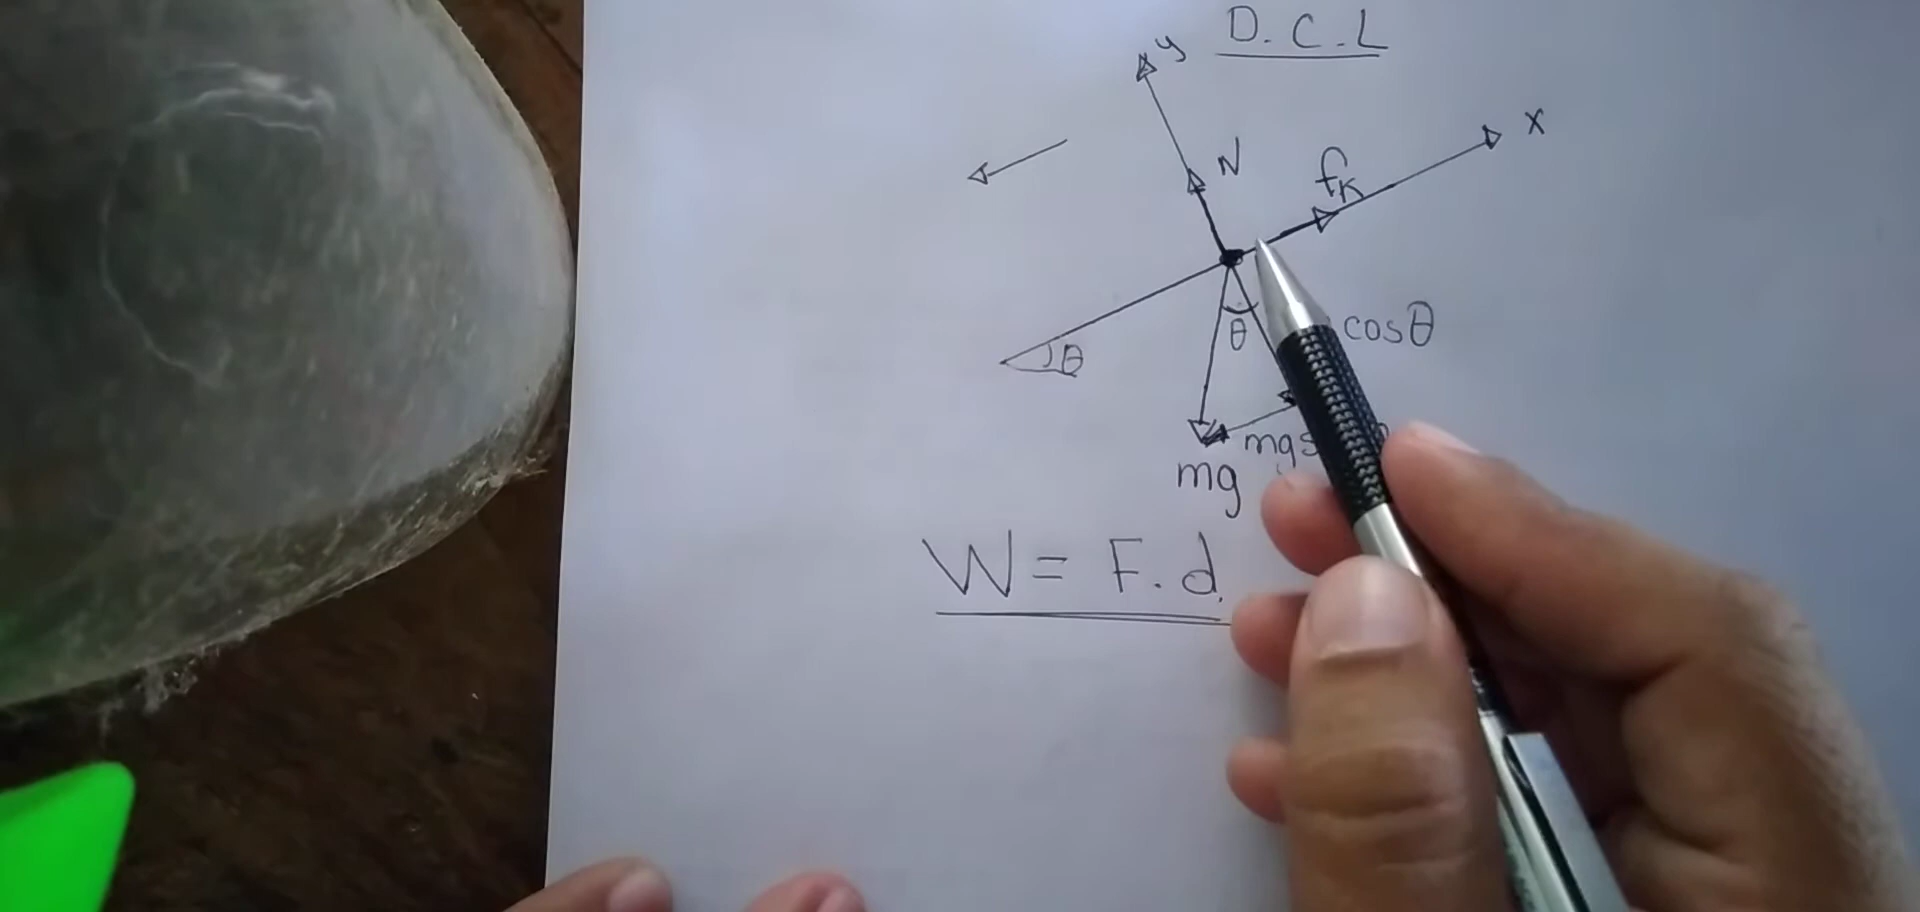 D.C.L
y
x
N
fK
θ
θ
cosθ
mg
W = F.d